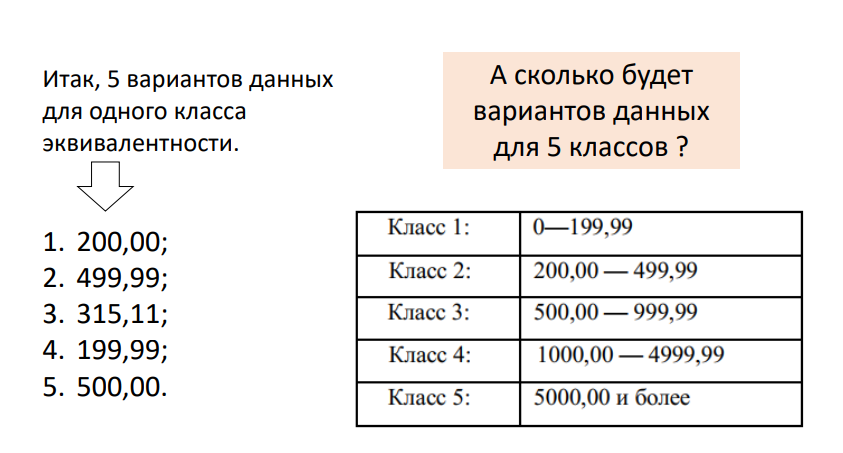 Итак, 5 вариантов данных
для одного класса
эквивалентности.
1. 200,00;
2. 499,99;
3. 315,11;
4. 199,99;
5. 500,00.
А сколько будет
вариантов данных
для 5 классов ?
Класс 1: 0—199,99
Класс 2: 200,00 — 499,99
Класс 3: 500,00 — 999,99
Класс 4: 1000,00 — 4999,99
Класс 5: 5000,00 и более